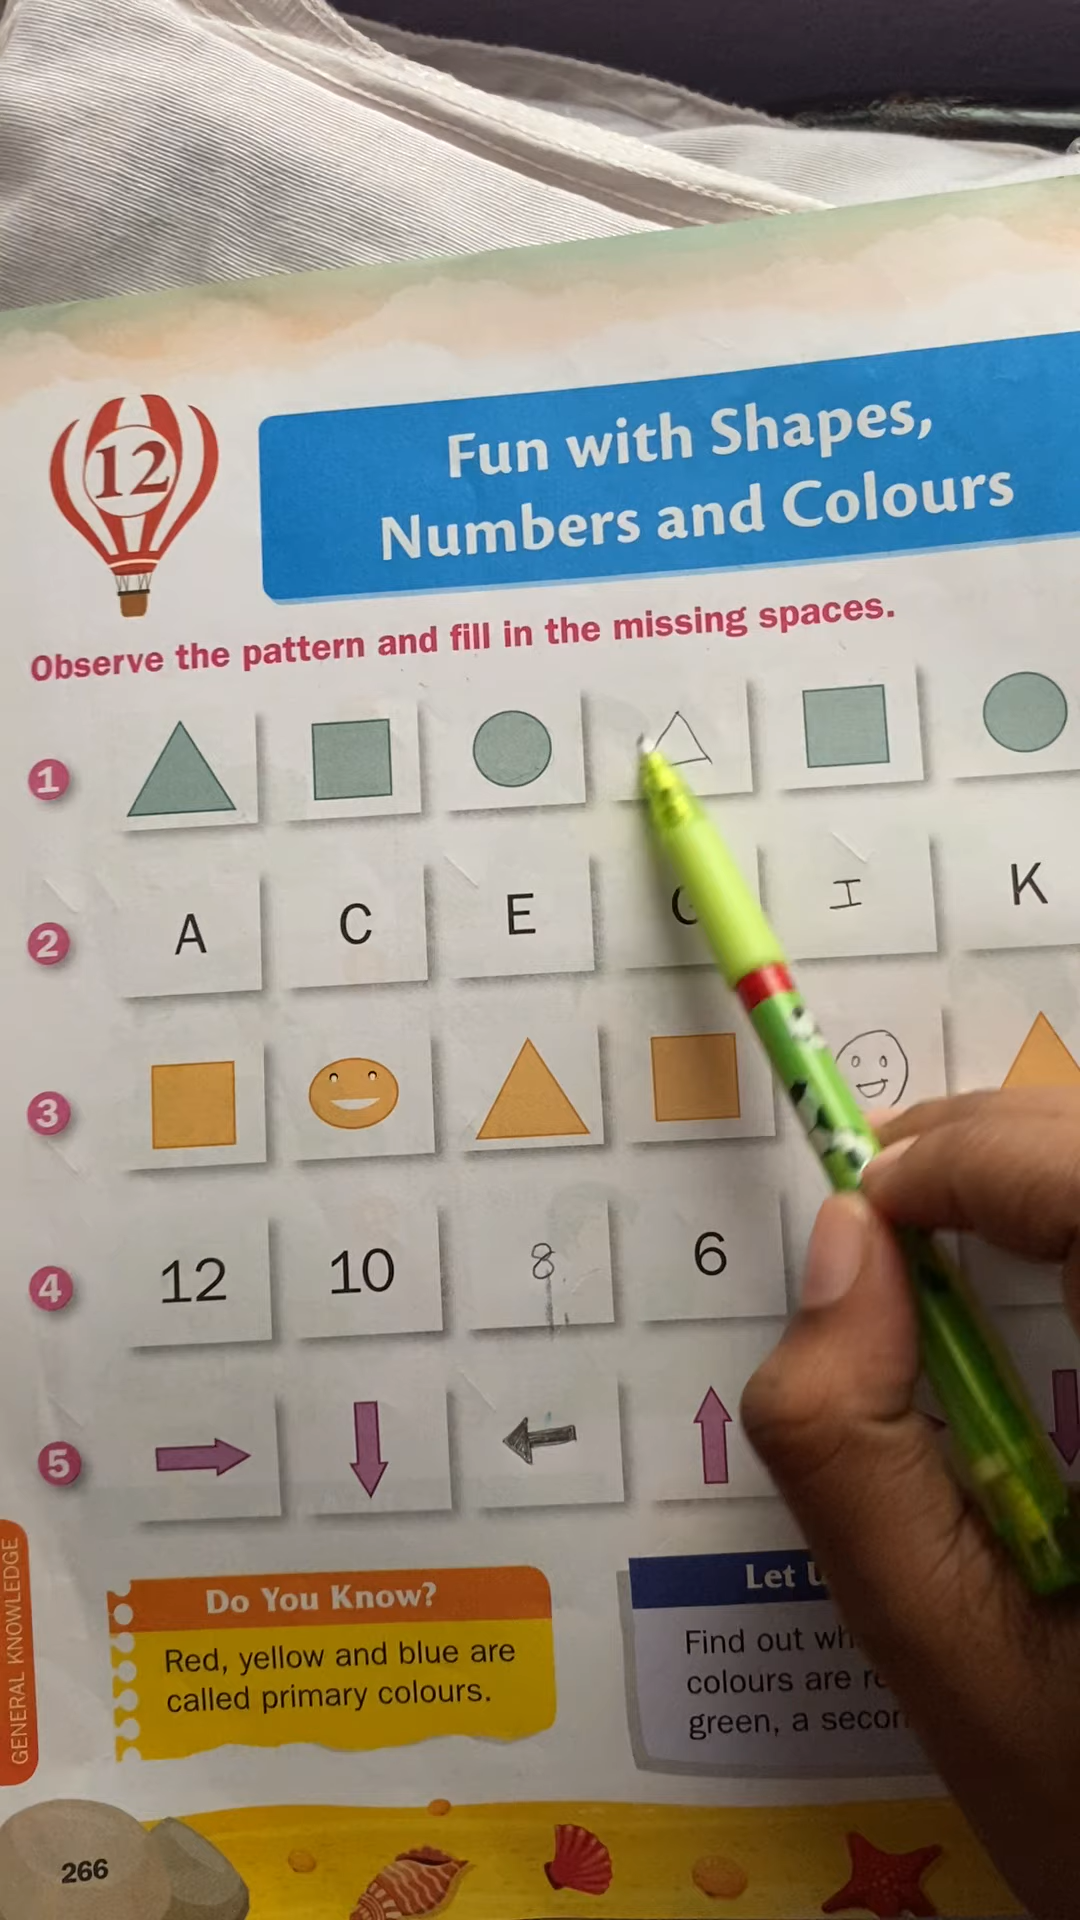 12
Fun with Shapes,
Numbers and Colours
Observe the pattern and fill in the missing spaces.
1
2 A C E I K
3
4 12 10 8 6
5
Do You Know?
Red, yellow and blue are
called primary colours.
Let
Find out
colours are
green, a
GENERAL KNOWLEDGE
266